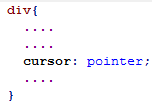 div{
....
....
cursor: pointer;
....
}